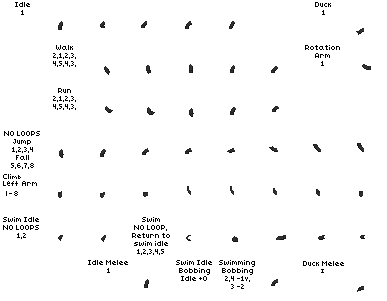 Idle
1
Duck
1
Walk
2,1,2,3,
4,5,4,3,
Rotation
Arm
1
Run
2,1,2,3,
4,5,4,3,
NO LOOPS
Jump
1,2,3,4
Fall
5,6,7,8
Climb
Left Arm
1-8
Swim Idle
NO LOOPS
1,2
Swim
NO LOOP,
Return to
swim idle
1,2,3,4,5
Idle Melee
1
Swim Idle
Bobbing
Idle +0
Swimming
Bobbing
2,4 -1v,
3 -2
Duck Melee
1